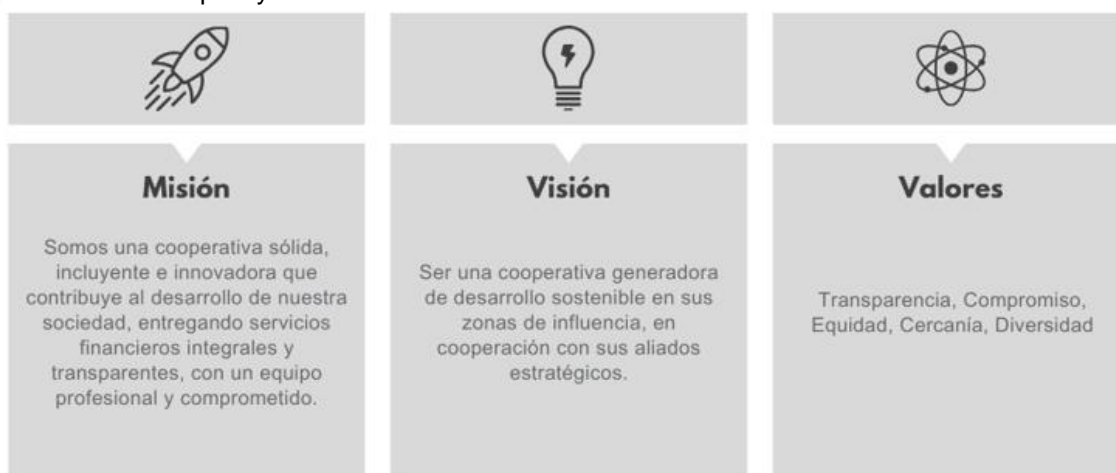 Misión
Somos una cooperativa sólida,
incluyente e innovadora que
contribuye al desarrollo de nuestra
sociedad, entregando servicios
financieros integrales y
transparentes, con un equipo
profesional y comprometido.
Visión
Ser una cooperativa generadora
de desarrollo sostenible en sus
zonas de influencia, en
cooperación con sus aliados
estratégicos.
Valores
Transparencia, Compromiso,
Equidad, Cercanía, Diversidad